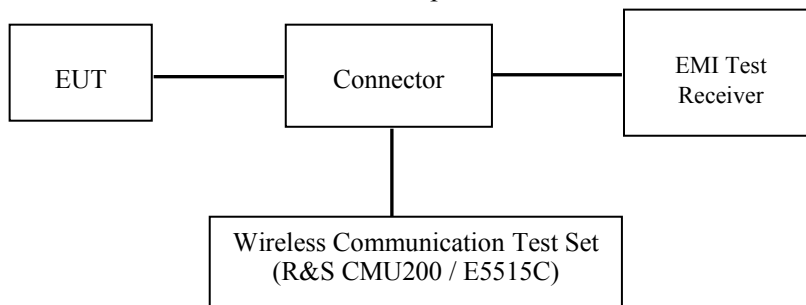 EUT
Connector
EMI Test
Receiver
Wireless Communication Test Set
(R&S CMU200 / E5515C)